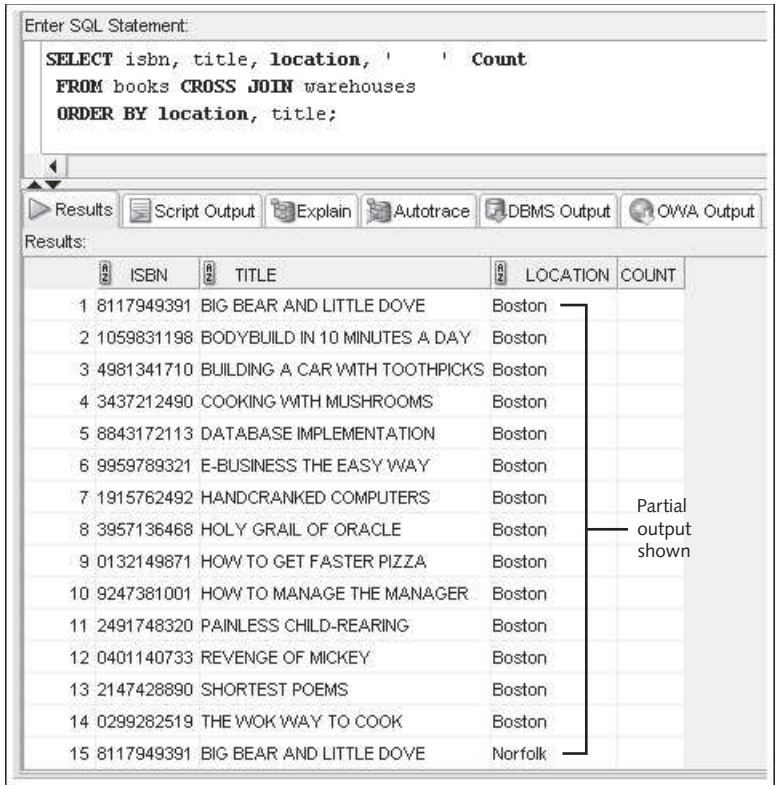 Enter SQL Statement:
SELECT isbn, title, location, '     '  Count
FROM books CROSS JOIN warehouses
ORDER BY location, title;
Results Script Output Explain Autotrace DBMS Output OWA Output
Results:
ISBN TITLE LOCATION COUNT
1 8117949391 BIG BEAR AND LITTLE DOVE Boston
2 1059831198 BODYBUILD IN 10 MINUTES A DAY Boston
3 4981341710 BUILDING A CAR WITH TOOTHPICKS Boston
4 3437212490 COOKING WITH MUSHROOMS Boston
5 8843172113 DATABASE IMPLEMENTATION Boston
6 9959789321 E-BUSINESS THE EASY WAY Boston
7 1915762492 HANDCRANKED COMPUTERS Boston
8 3957136468 HOLY GRAIL OF ORACLE Boston
9 0132149871 HOW TO GET FASTER PIZZA Boston
10 9247381001 HOW TO MANAGE THE MANAGER Boston
11 2491748320 PAINLESS CHILD-REARING Boston
12 0401140733 REVENGE OF MICKEY Boston
13 2147428890 SHORTEST POEMS Boston
14 0299282519 THE WOK WAY TO COOK Boston
15 8117949391 BIG BEAR AND LITTLE DOVE Norfolk
Partial
output
shown